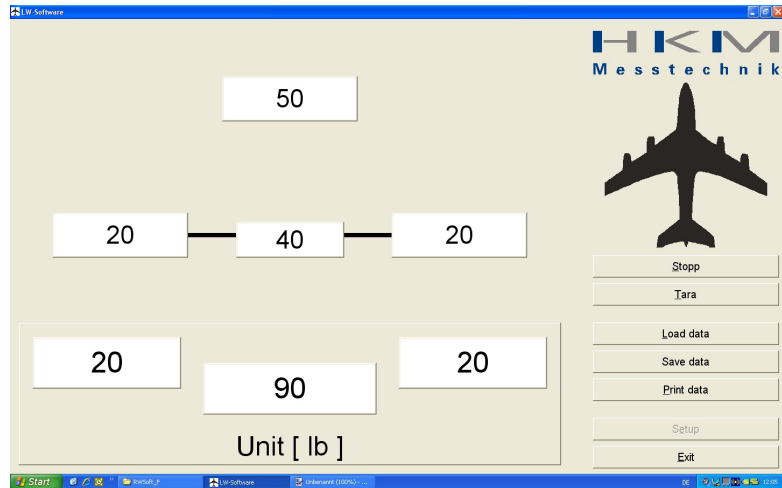 LW-Software
HKM
Messtechnik
50
20
40
20
Stopp
Tara
Load data
20
20
Save data
90
Print data
Unit [ lb ]
Setup
Exit
Start
RWSoft_F
LW-Software
Unbenannt (100%) - ...
DE
12:05